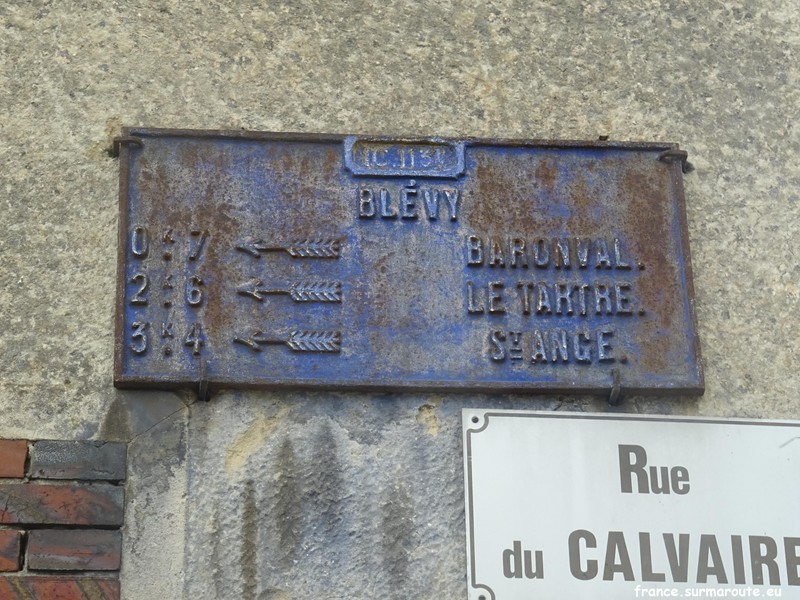 BLÉVY
0 K. 7 BARONVAL.
2 K. 6 LE TARTRE.
3 K. 4 ST ANGE.
Rue
du CALVAIRE
france.surmaroute.eu